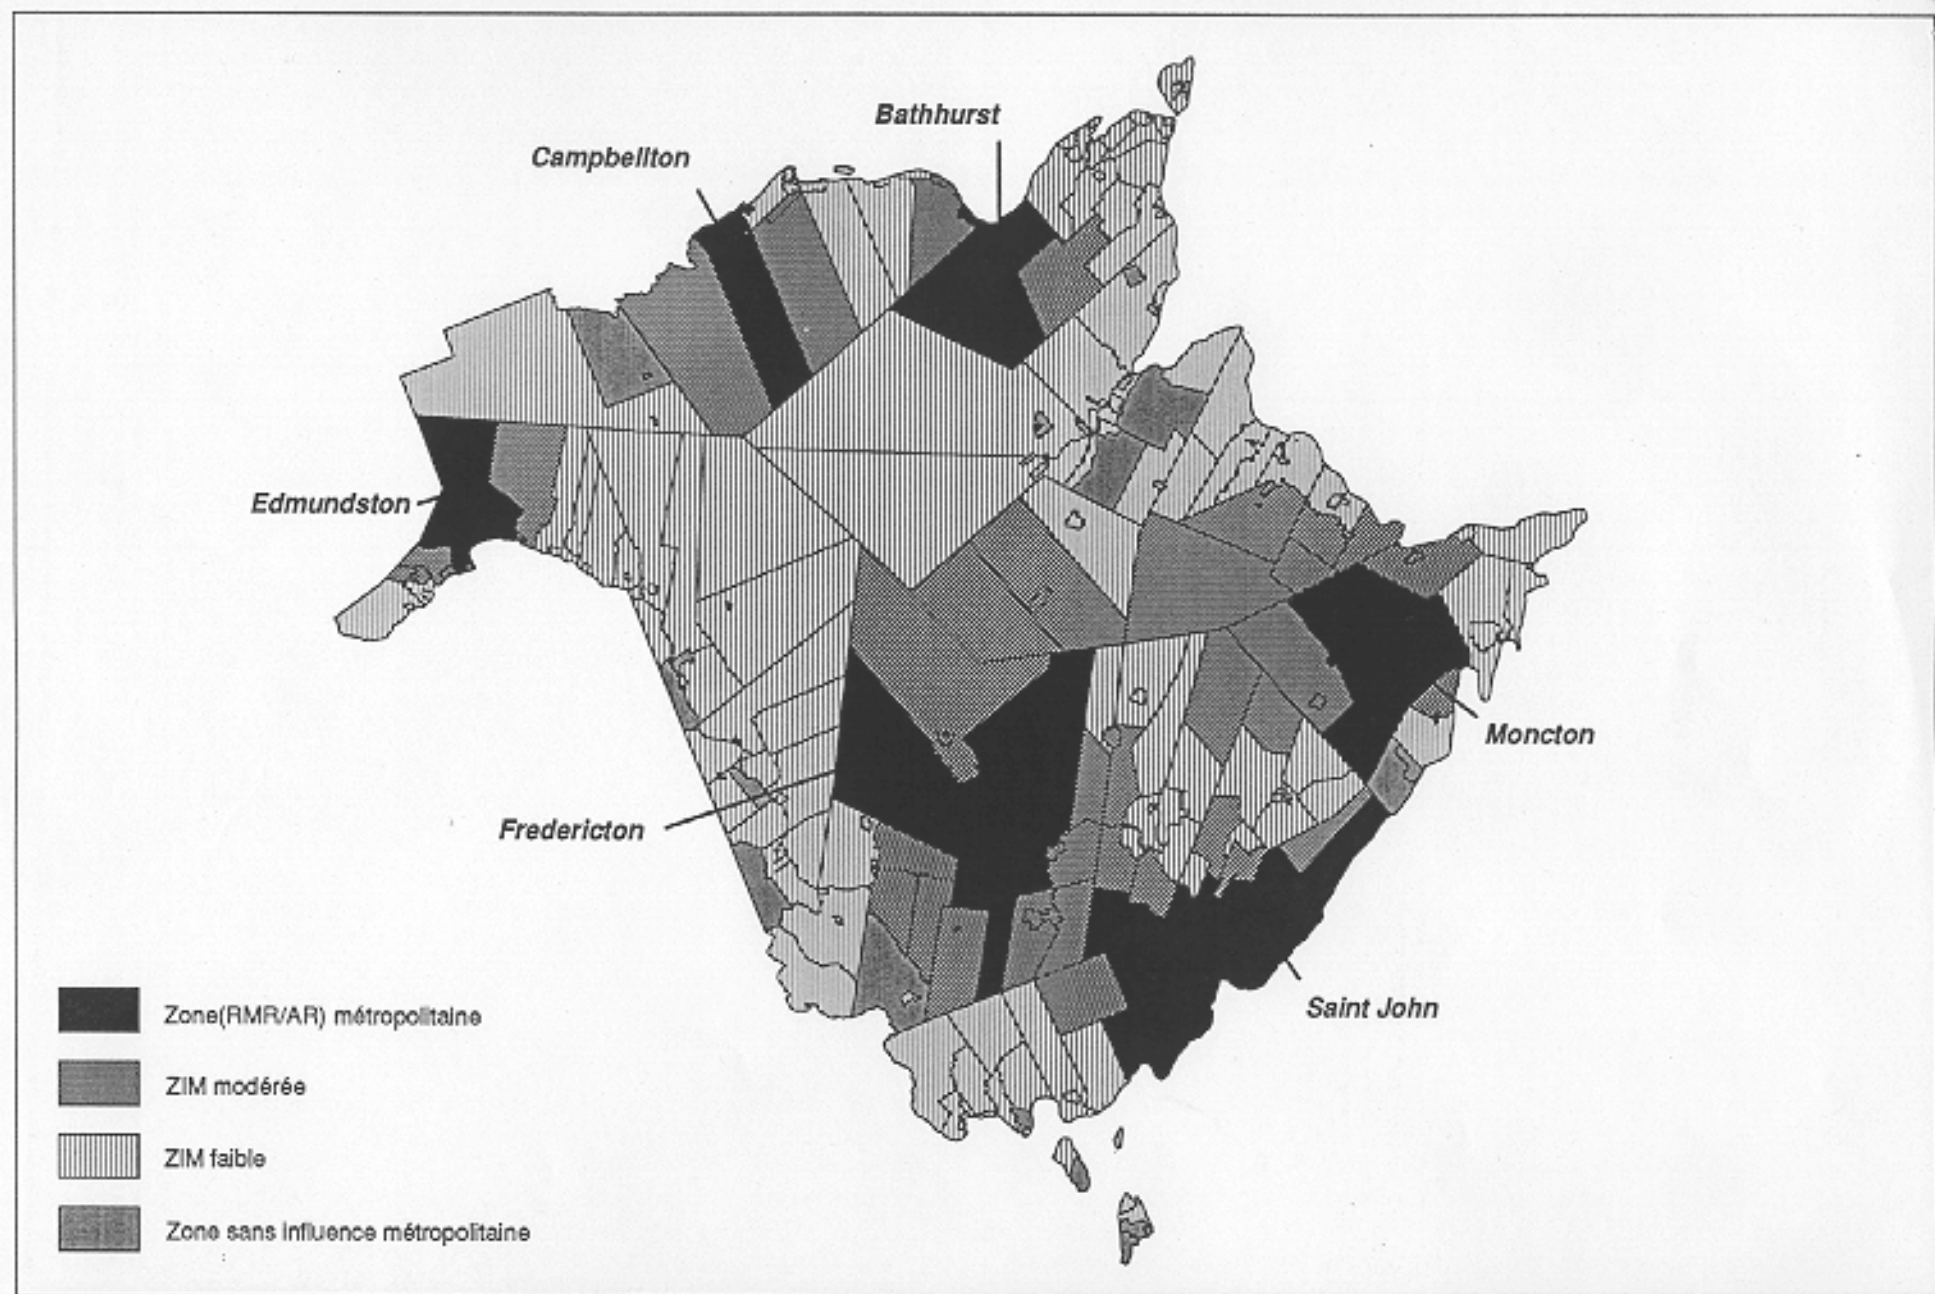 Bathhurst
Campbellton
Edmundston
Moncton
Fredericton
Saint John
Zone(RMR/AR) métropolitaine
ZIM modérée
ZIM faible
Zone sans influence métropolitaine